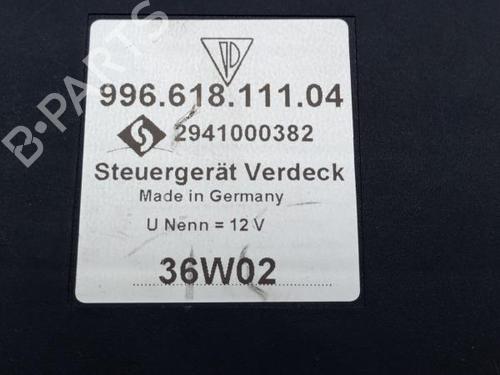 B-PARTS
996.618.111.04
2941000382
Steuergerät Verdeck
Made in Germany
U Nenn = 12 V
36W02